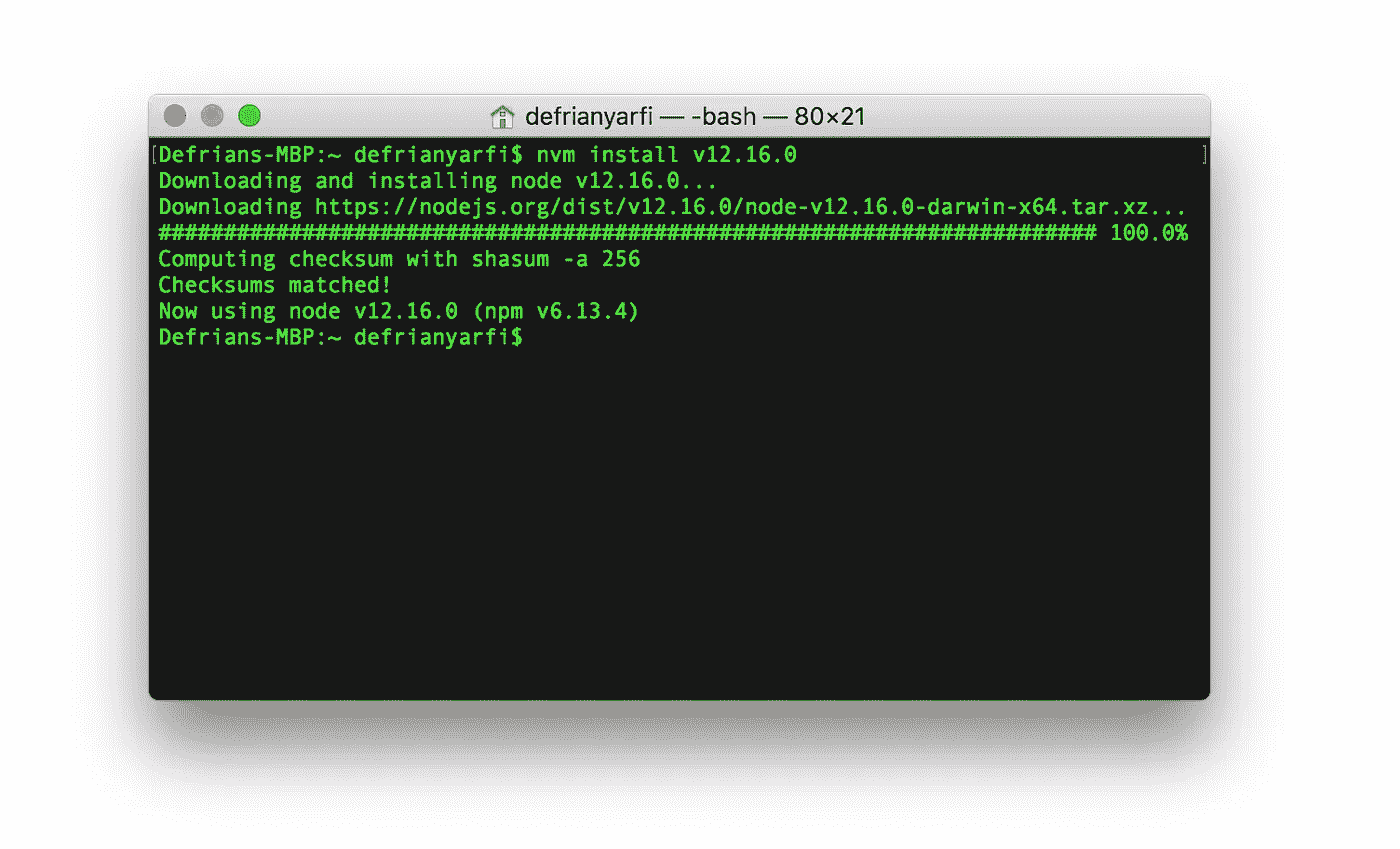 defrianyarfi — -bash — 80×21
[Defrians-MBP:~ defrianyarfi$ nvm install v12.16.0 ]
Downloading and installing node v12.16.0...
Downloading https://nodejs.org/dist/v12.16.0/node-v12.16.0-darwin-x64.tar.xz...
######################################################################## 100.0%
Computing checksum with shasum -a 256
Checksums matched!
Now using node v12.16.0 (npm v6.13.4)
Defrians-MBP:~ defrianyarfi$